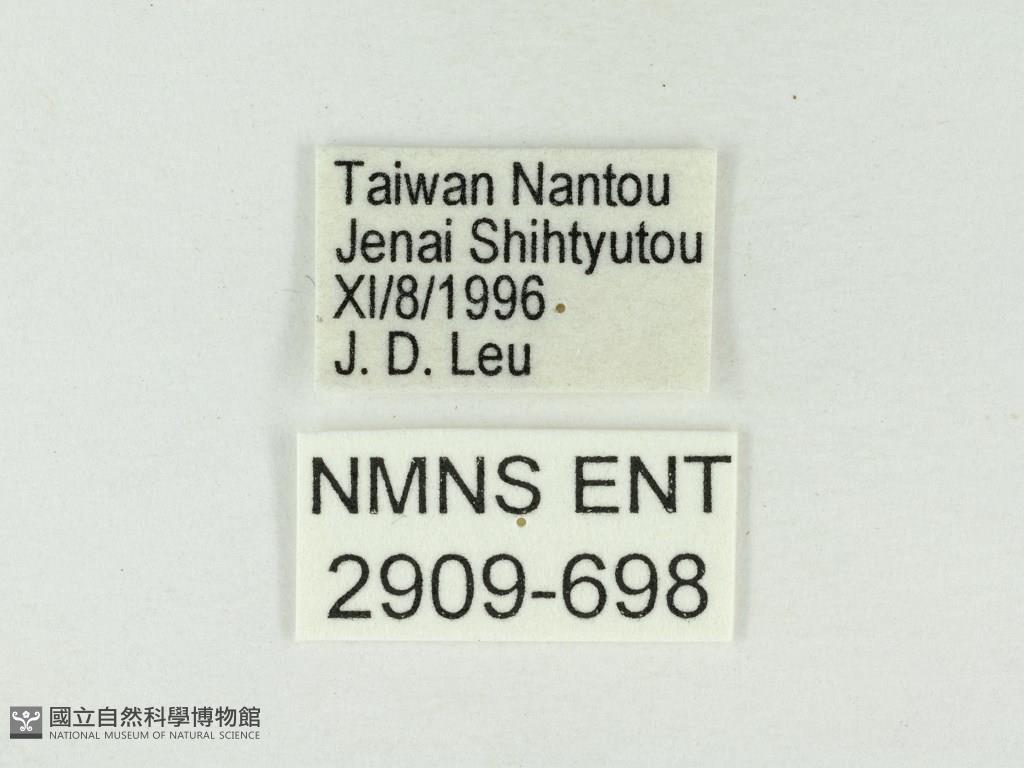 Taiwan Nantou
Jenai Shihtyutou
XI/8/1996
J. D. Leu
NMNS ENT
2909-698
國立自然科學博物館
NATIONAL MUSEUM OF NATURAL SCIENCE